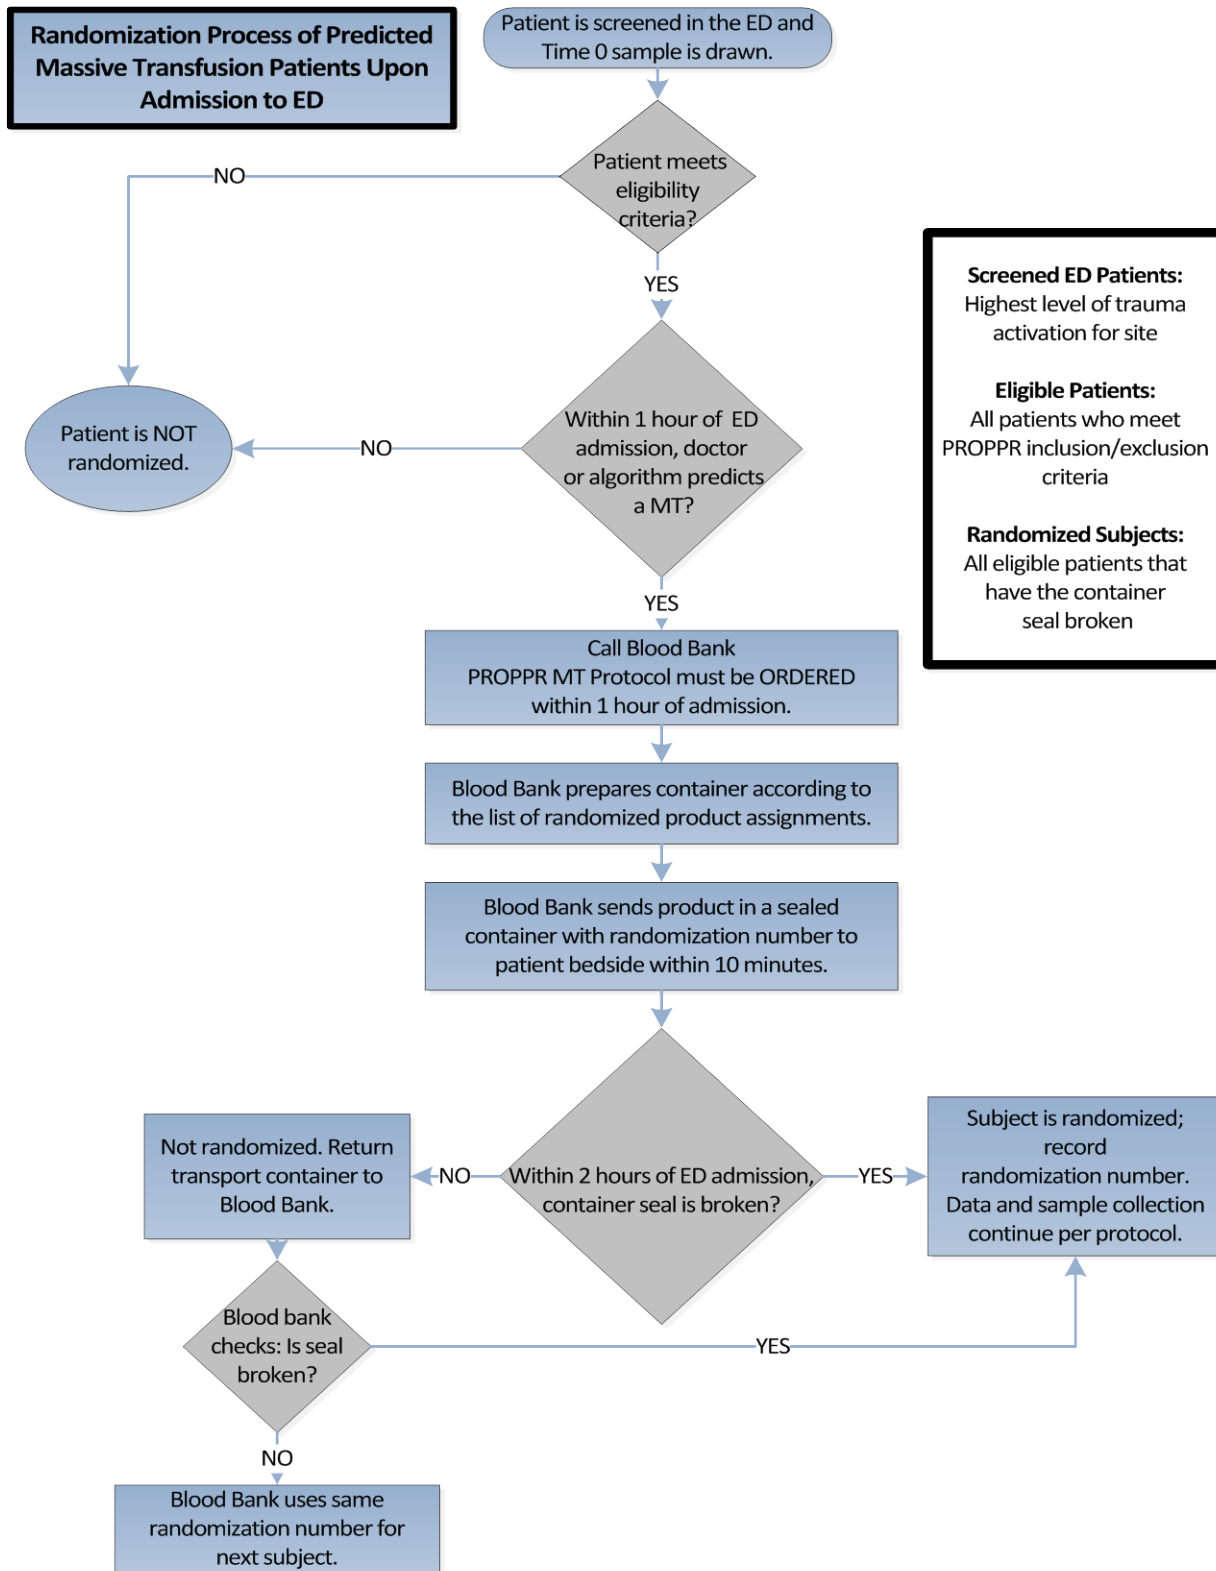 Randomization Process of Predicted
Massive Transfusion Patients Upon
Admission to ED
Patient is screened in the ED and
Time 0 sample is drawn.
Patient meets
eligibility
criteria?
NO
YES
Screened ED Patients:
Highest level of trauma
activation for site
Eligible Patients:
All patients who meet
PROPPR inclusion/exclusion
criteria
Randomized Subjects:
All eligible patients that
have the container
seal broken
Within 1 hour of ED
admission, doctor
or algorithm predicts
a MT?
NO
Patient is NOT
randomized.
YES
Call Blood Bank
PROPPR MT Protocol must be ORDERED
within 1 hour of admission.
Blood Bank prepares container according to
the list of randomized product assignments.
Blood Bank sends product in a sealed
container with randomization number to
patient bedside within 10 minutes.
Within 2 hours of ED admission,
container seal is broken?
NO
YES
Not randomized. Return
transport container to
Blood Bank.
Subject is randomized;
record
randomization number.
Data and sample collection
continue per protocol.
Blood bank
checks: Is seal
broken?
YES
NO
Blood Bank uses same
randomization number for
next subject.